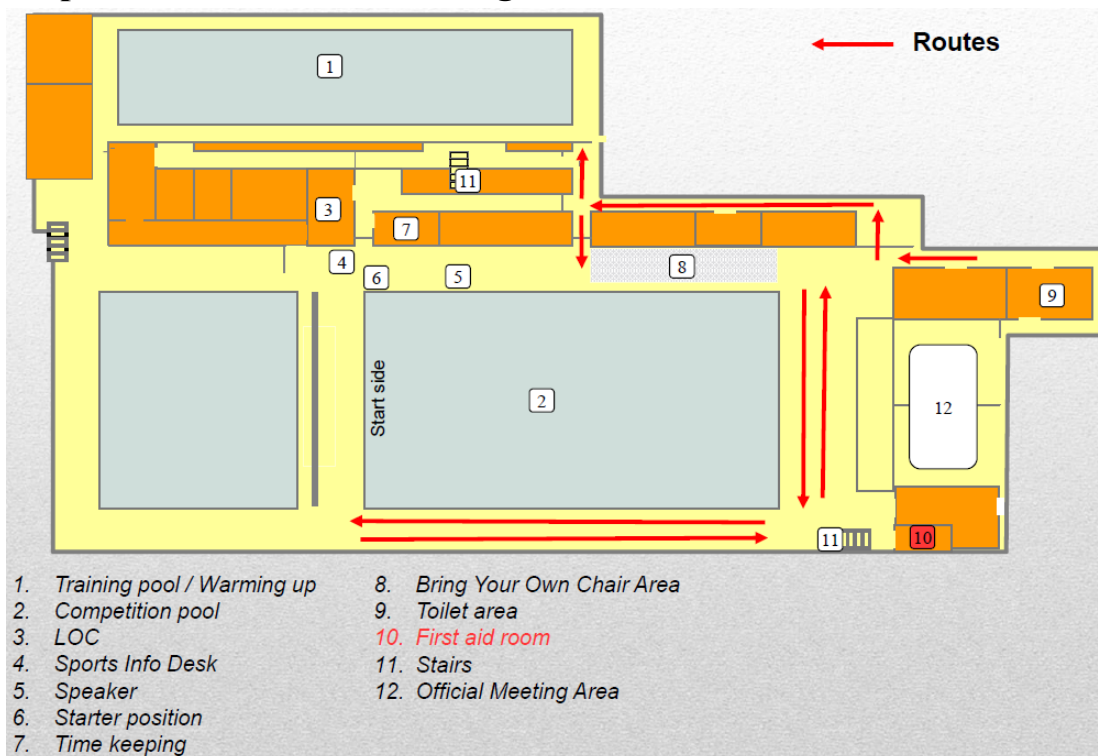 Routes
1
11
3
7
4
6
5
8
9
Start side
2
12
11
10
1. Training pool / Warming up
2. Competition pool
3. LOC
4. Sports Info Desk
5. Speaker
6. Starter position
7. Time keeping
8. Bring Your Own Chair Area
9. Toilet area
10. First aid room
11. Stairs
12. Official Meeting Area